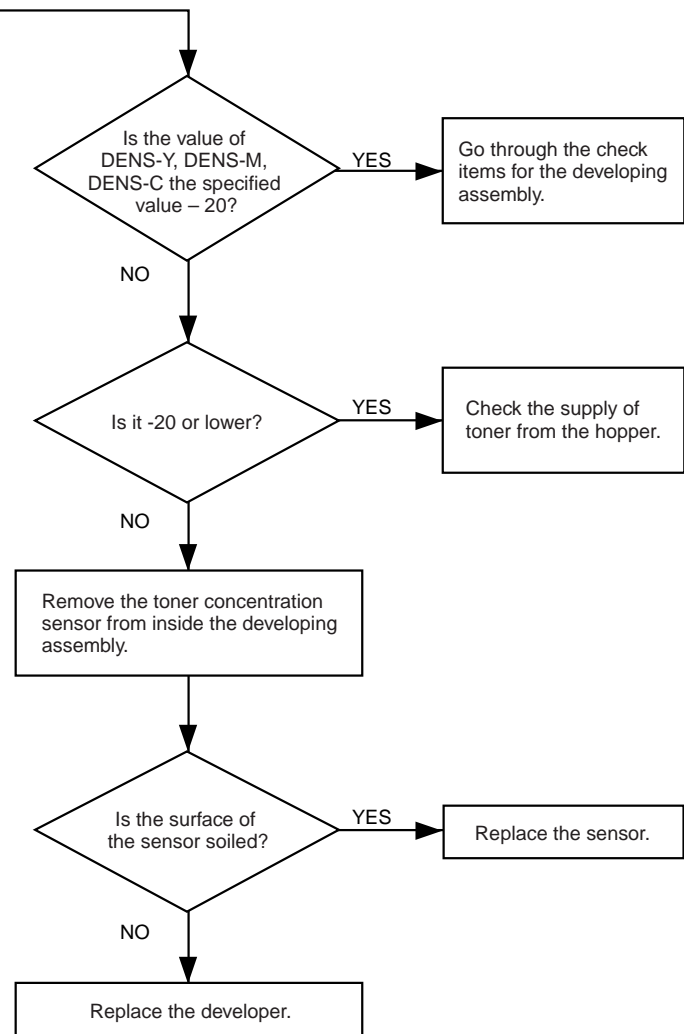 Is the value of
DENS-Y, DENS-M,
DENS-C the specified
value – 20?
YES
Go through the check
items for the developing
assembly.
NO
Is it -20 or lower?
YES
Check the supply of
toner from the hopper.
NO
Remove the toner concentration
sensor from inside the developing
assembly.
Is the surface of
the sensor soiled?
YES
Replace the sensor.
NO
Replace the developer.